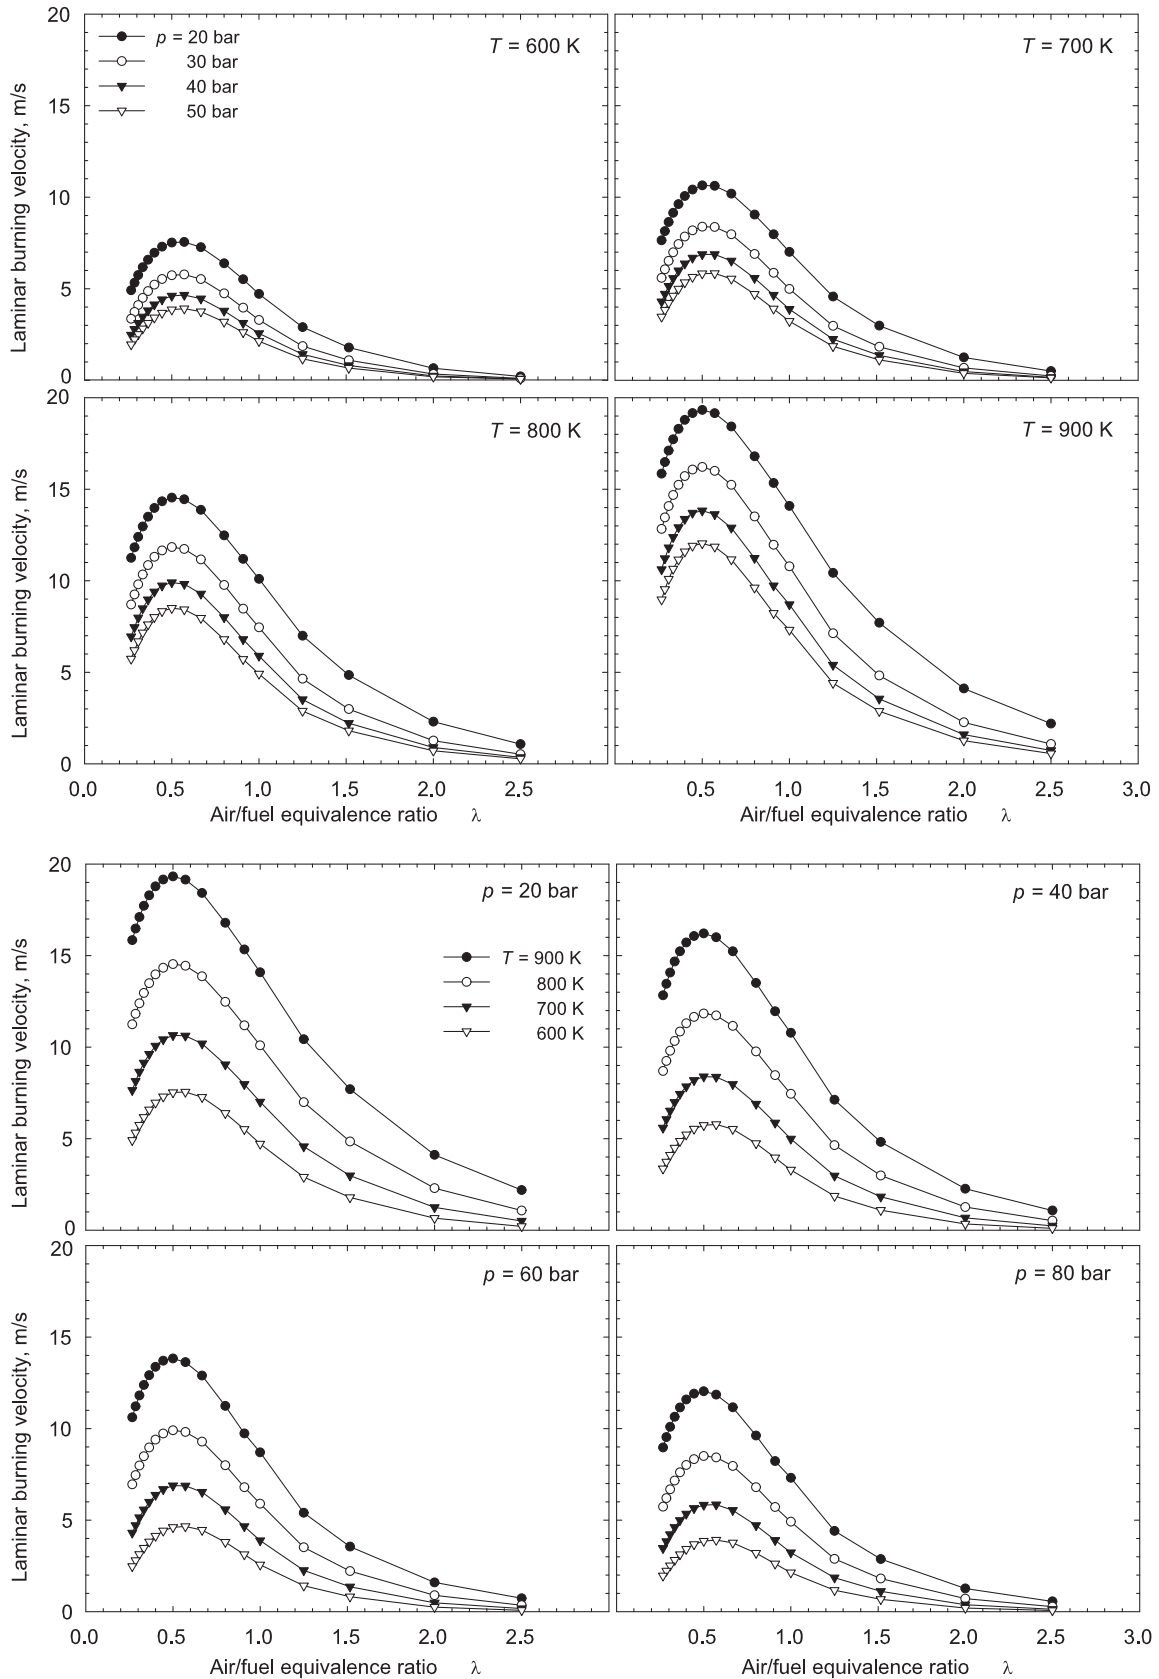 20
T = 600 K
T = 700 K
p = 20 bar
30 bar
40 bar
50 bar
15
10
5
0
Laminar burning velocity, m/s
20
T = 800 K
T = 900 K
15
10
5
0
Laminar burning velocity, m/s
0.0 0.5 1.0 1.5 2.0 2.5 0.5 1.0 1.5 2.0 2.5 3.0
Air/fuel equivalence ratio λ Air/fuel equivalence ratio λ
20
p = 20 bar
p = 40 bar
T = 900 K
800 K
700 K
600 K
15
10
5
0
Laminar burning velocity, m/s
20
p = 60 bar
p = 80 bar
15
10
5
0
Laminar burning velocity, m/s
0.0 0.5 1.0 1.5 2.0 2.5 0.5 1.0 1.5 2.0 2.5 3.0
Air/fuel equivalence ratio λ Air/fuel equivalence ratio λ